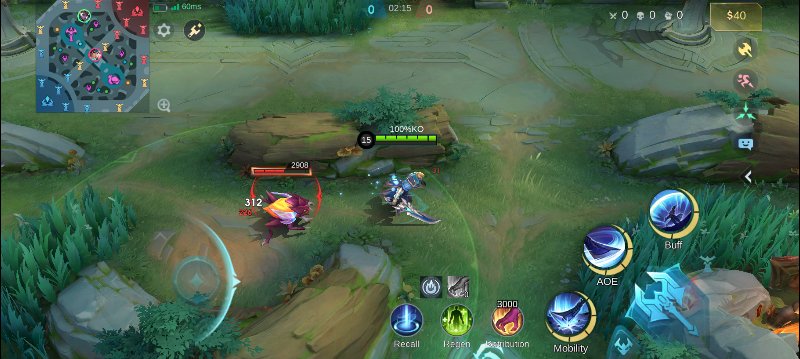 60ms
0 02:15 0
0 0 0 $40
100%KO
15
2908
312
Buff
AOE
3000
Recall Regen Retribution Mobility